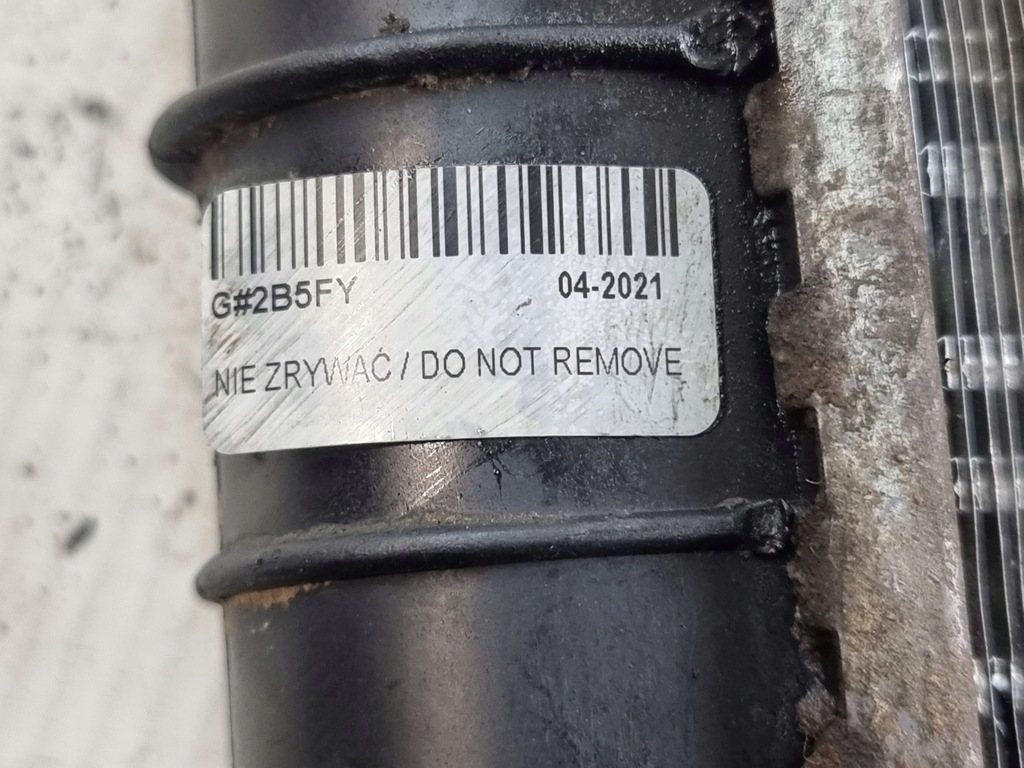 G#2B5FY 04-2021
NIE ZRYWAĆ / DO NOT REMOVE